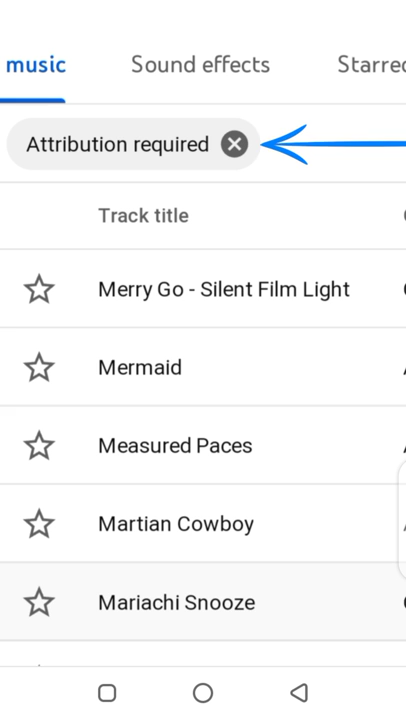 music Sound effects Starred
Attribution required
Track title
Merry Go - Silent Film Light
Mermaid
Measured Paces
Martian Cowboy
Mariachi Snooze